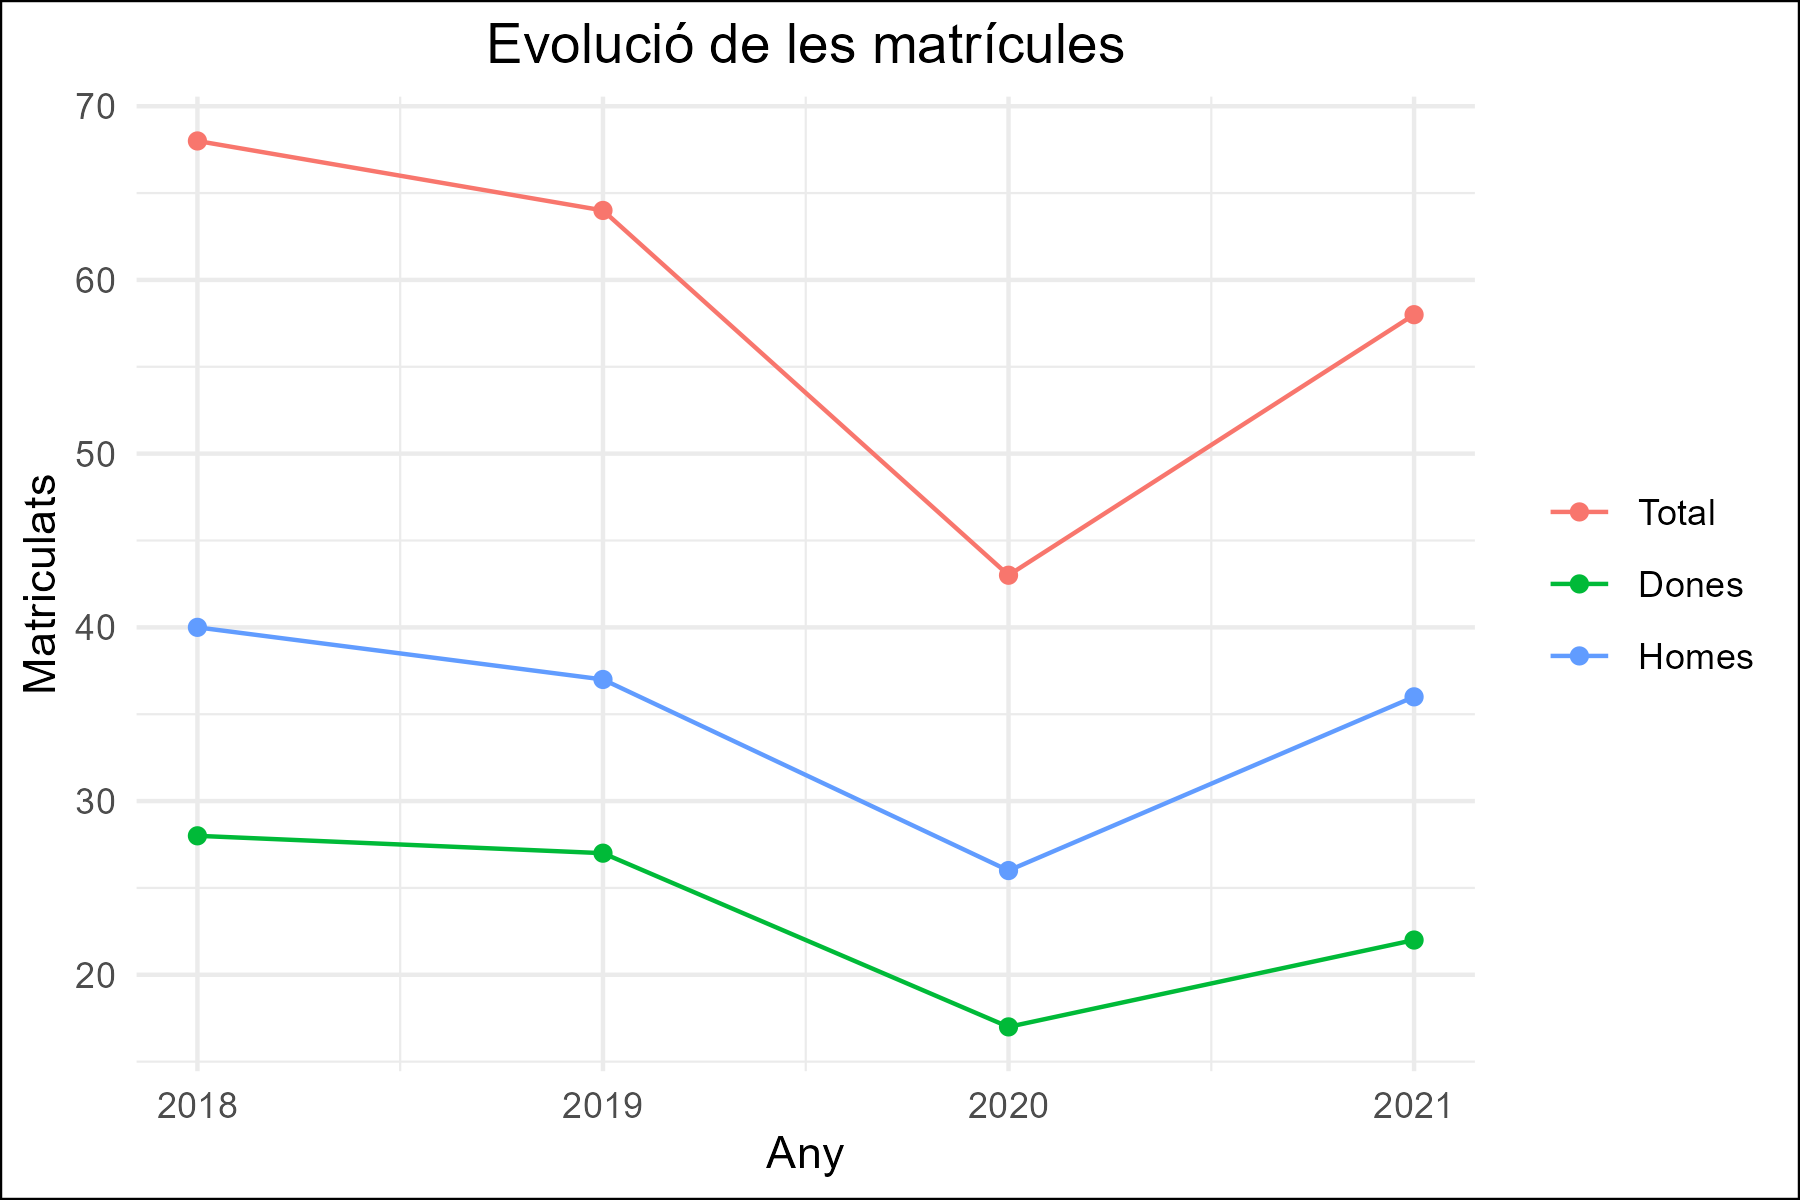 Evolució de les matrícules
70
60
50
40
30
20
Matriculats
2018
2019
2020
2021
Any
Total
Dones
Homes